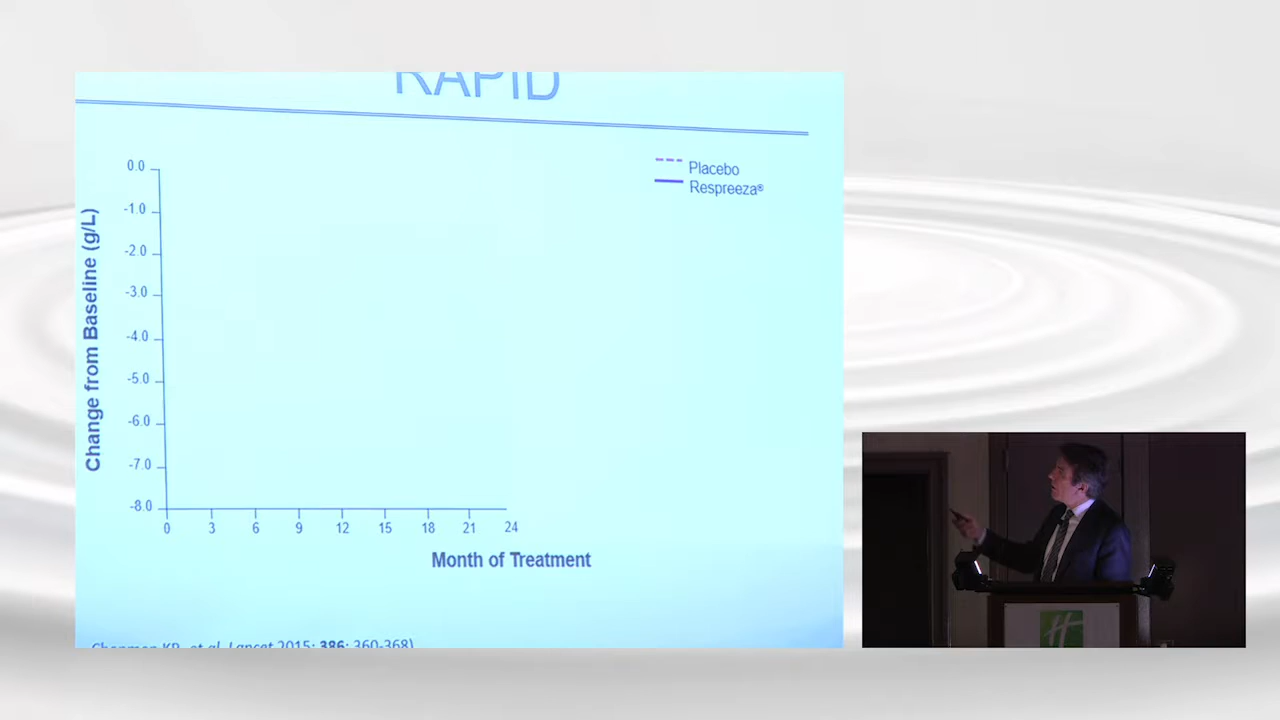 RAPID
Placebo
Respreeza®
0.0
-1.0
-2.0
-3.0
-4.0
-5.0
-6.0
-7.0
-8.0
Change from Baseline (g/L)
0 3 6 9 12 15 18 21 24
Month of Treatment
Chapman KR, et al. Lancet 2015; 386: 360-368)
H